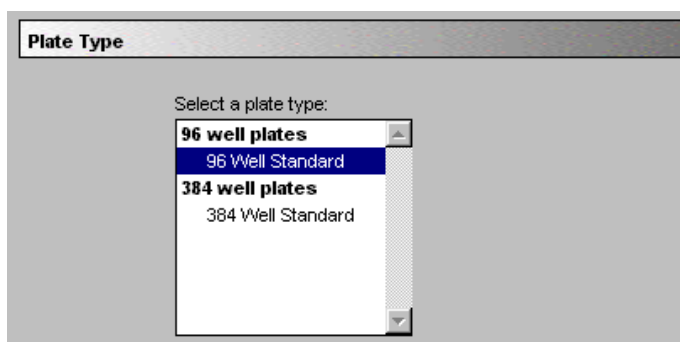 Plate Type
Select a plate type:
96 well plates
96 Well Standard
384 well plates
384 Well Standard